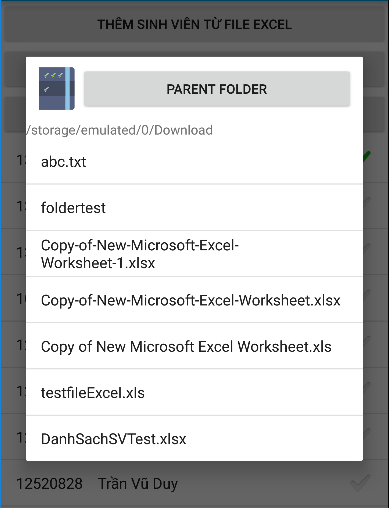 THÊM SINH VIÊN TỪ FILE EXCEL
PARENT FOLDER
/storage/emulated/0/Download
abc.txt
foldertest
Copy-of-New-Microsoft-Excel-
Worksheet-1.xlsx
Copy-of-New-Microsoft-Excel-Worksheet.xlsx
Copy of New Microsoft Excel Worksheet.xls
testfileExcel.xls
DanhSachSVTest.xlsx
12520828 Trần Vũ Duy